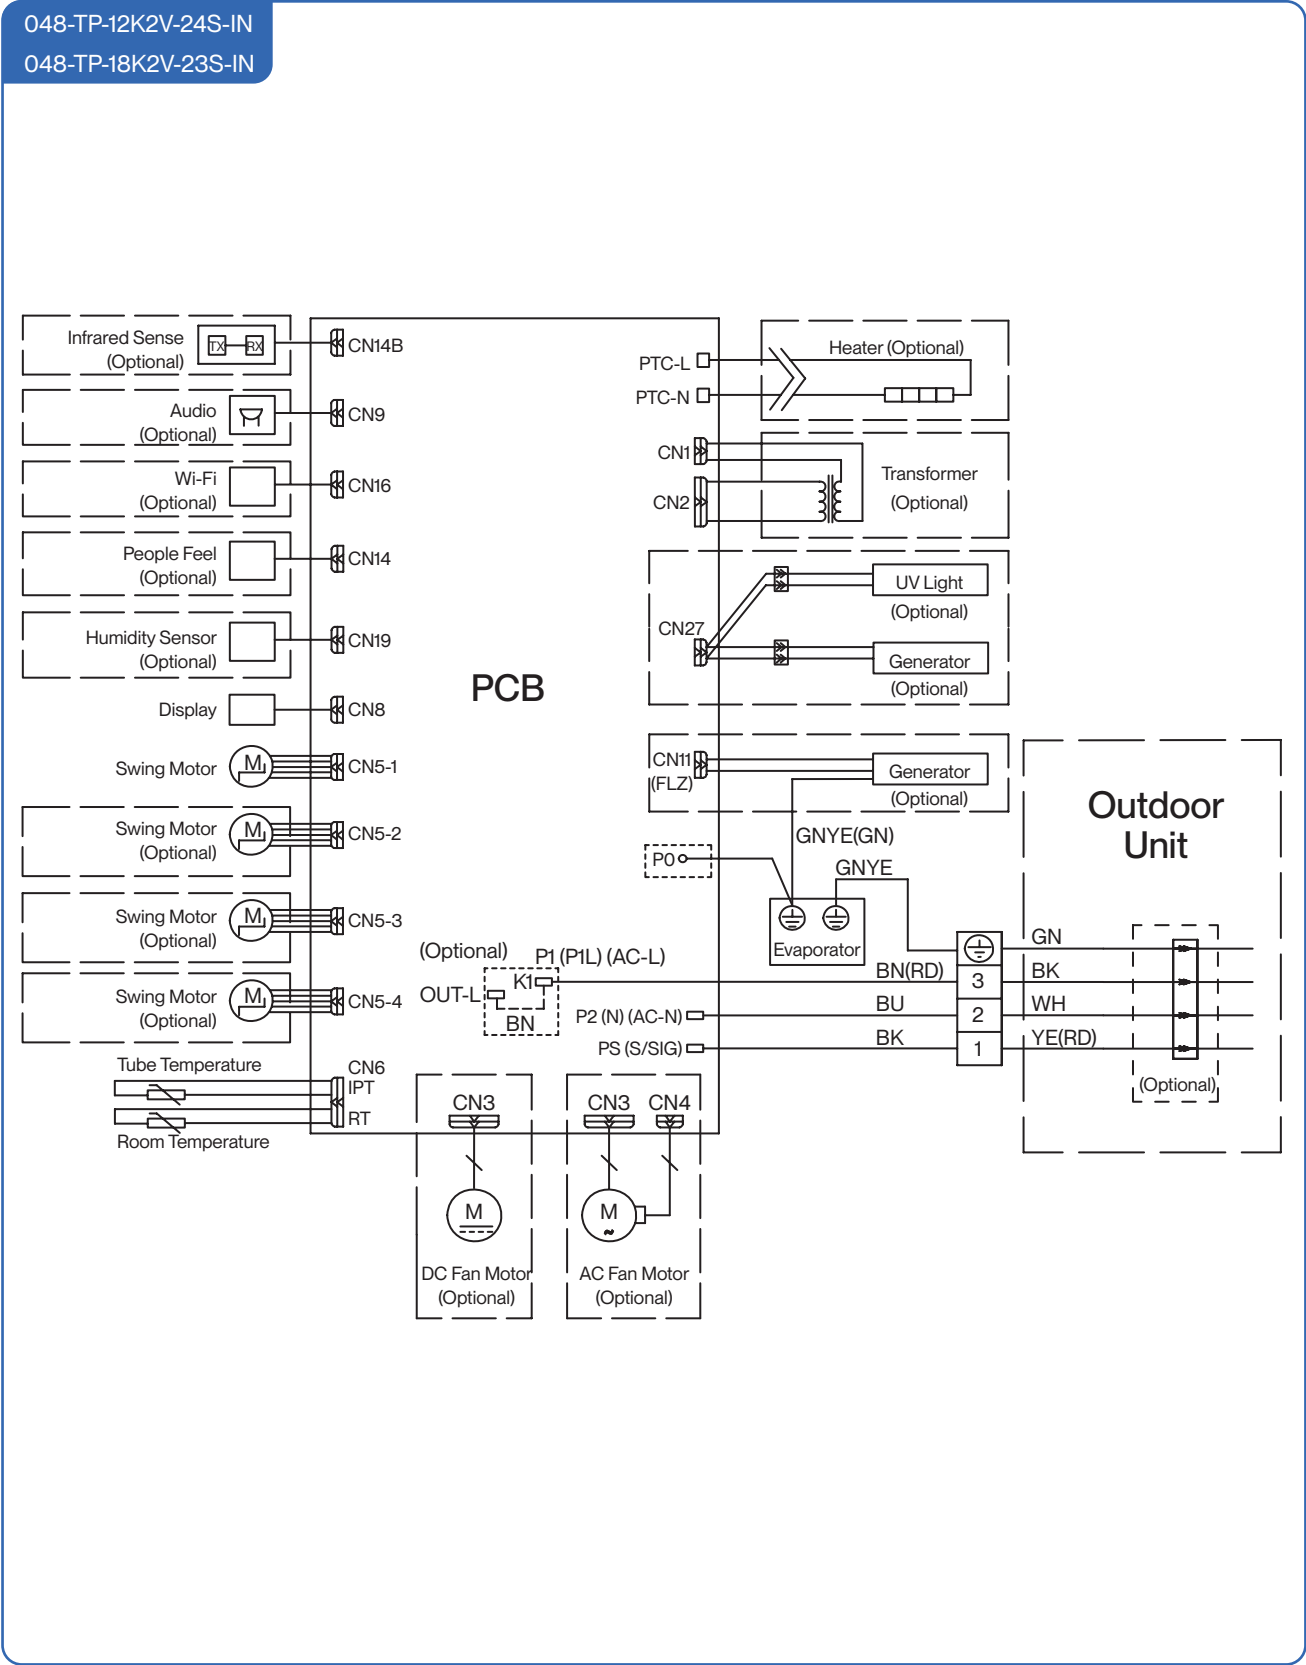 048-TP-12K2V-24S-IN
048-TP-18K2V-23S-IN
Infrared Sense
(Optional)
TX
RX
CN14B
Audio
(Optional)
CN9
Wi-Fi
(Optional)
CN16
People Feel
(Optional)
CN14
Humidity Sensor
(Optional)
CN19
Display
CN8
Swing Motor
M
CN5-1
Swing Motor
(Optional)
M
CN5-2
Swing Motor
(Optional)
M
CN5-3
Swing Motor
(Optional)
M
CN5-4
Tube Temperature
CN6
IPT
RT
Room Temperature
PCB
PTC-L
PTC-N
Heater (Optional)
CN1
CN2
Transformer
(Optional)
CN27
UV Light
(Optional)
Generator
(Optional)
CN11
(FLZ)
Generator
(Optional)
GNYE(GN)
P0
GNYE
Evaporator
(Optional)
P1 (P1L) (AC-L)
K1
OUT-L
BN
P2 (N) (AC-N)
PS (S/SIG)
BN(RD)
BU
BK
3
2
1
Outdoor
Unit
GN
BK
WH
YE(RD)
(Optional)
CN3
M
DC Fan Motor
(Optional)
CN3
CN4
M
~
AC Fan Motor
(Optional)